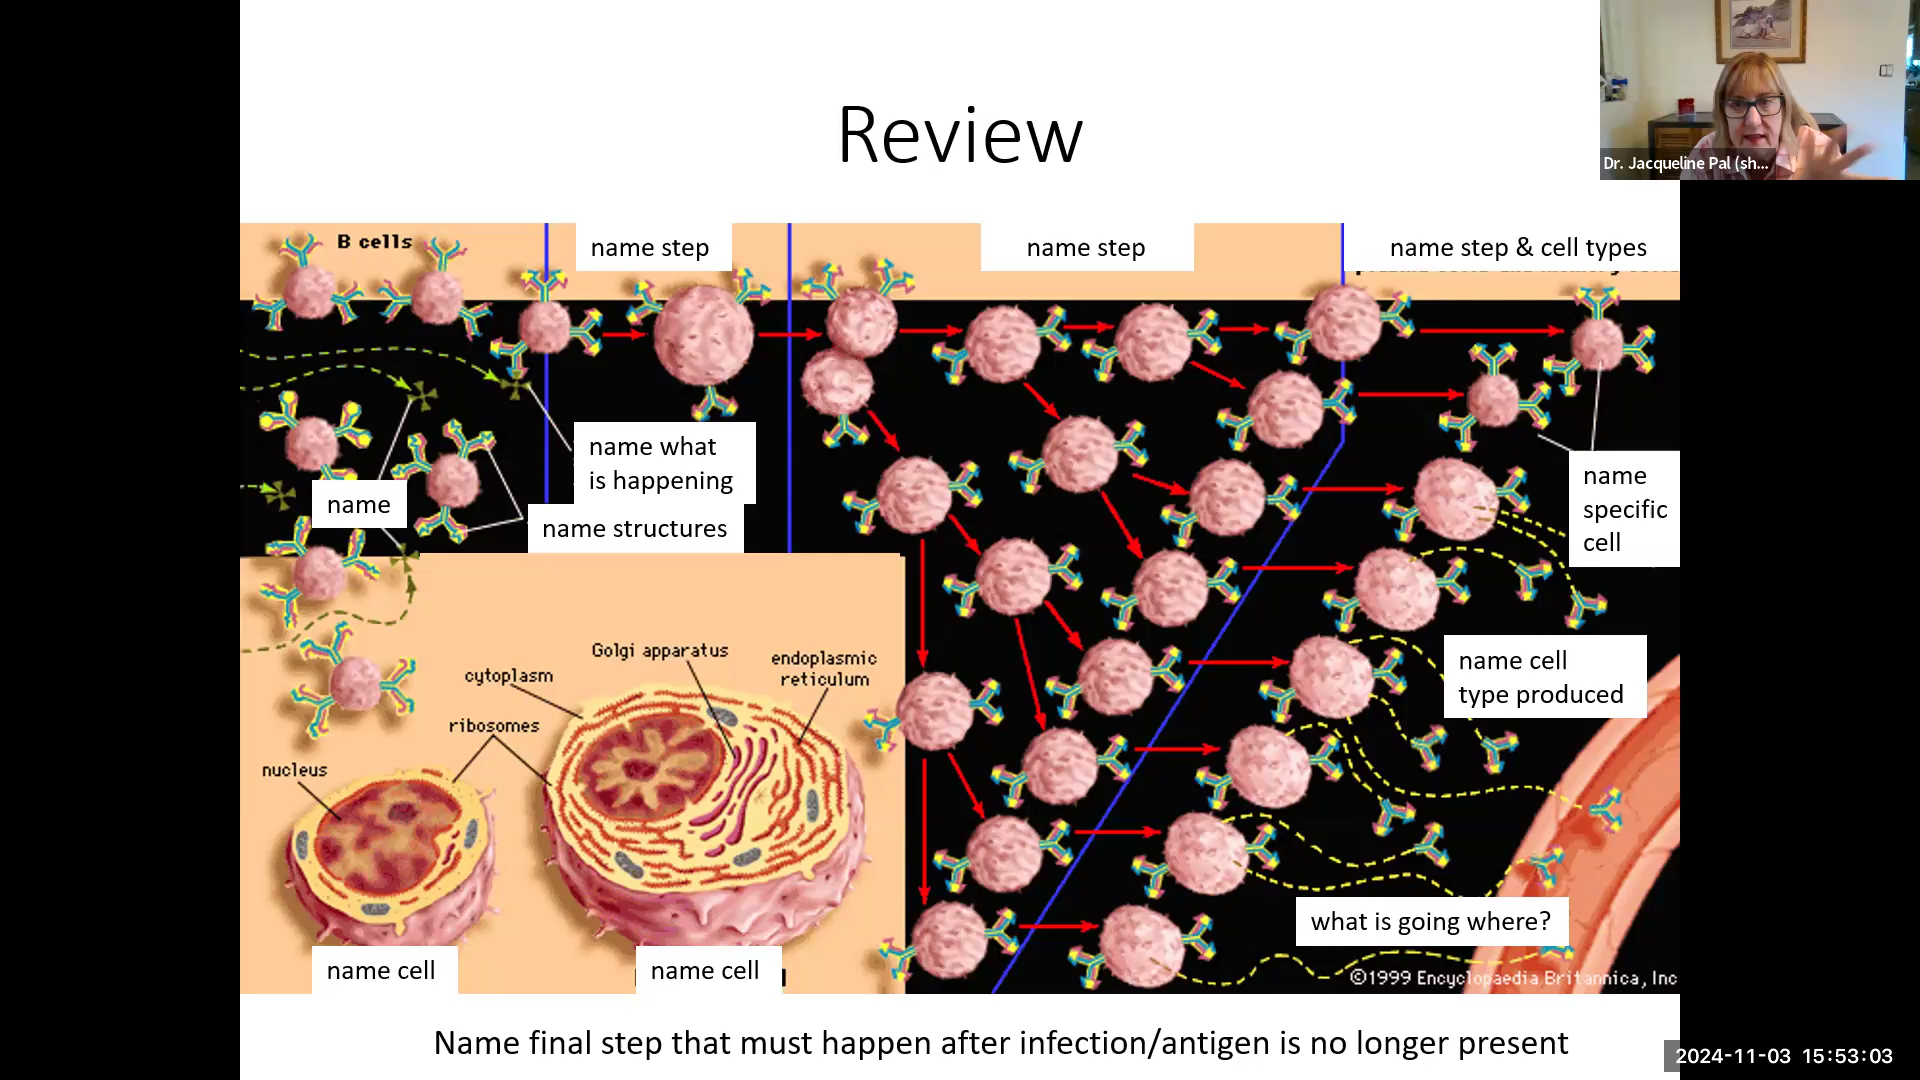 Review
Dr. Jacqueline Pal (sh...
B cells
name step
name step
name step & cell types
name what
is happening
name
name structures
name
specific
cell
name cell
type produced
Golgi apparatus
endoplasmic
reticulum
cytoplasm
ribosomes
nucleus
what is going where?
name cell
name cell
©1999 Encyclopaedia Britannica, Inc
Name final step that must happen after infection/antigen is no longer present
2024-11-03 15:53:03